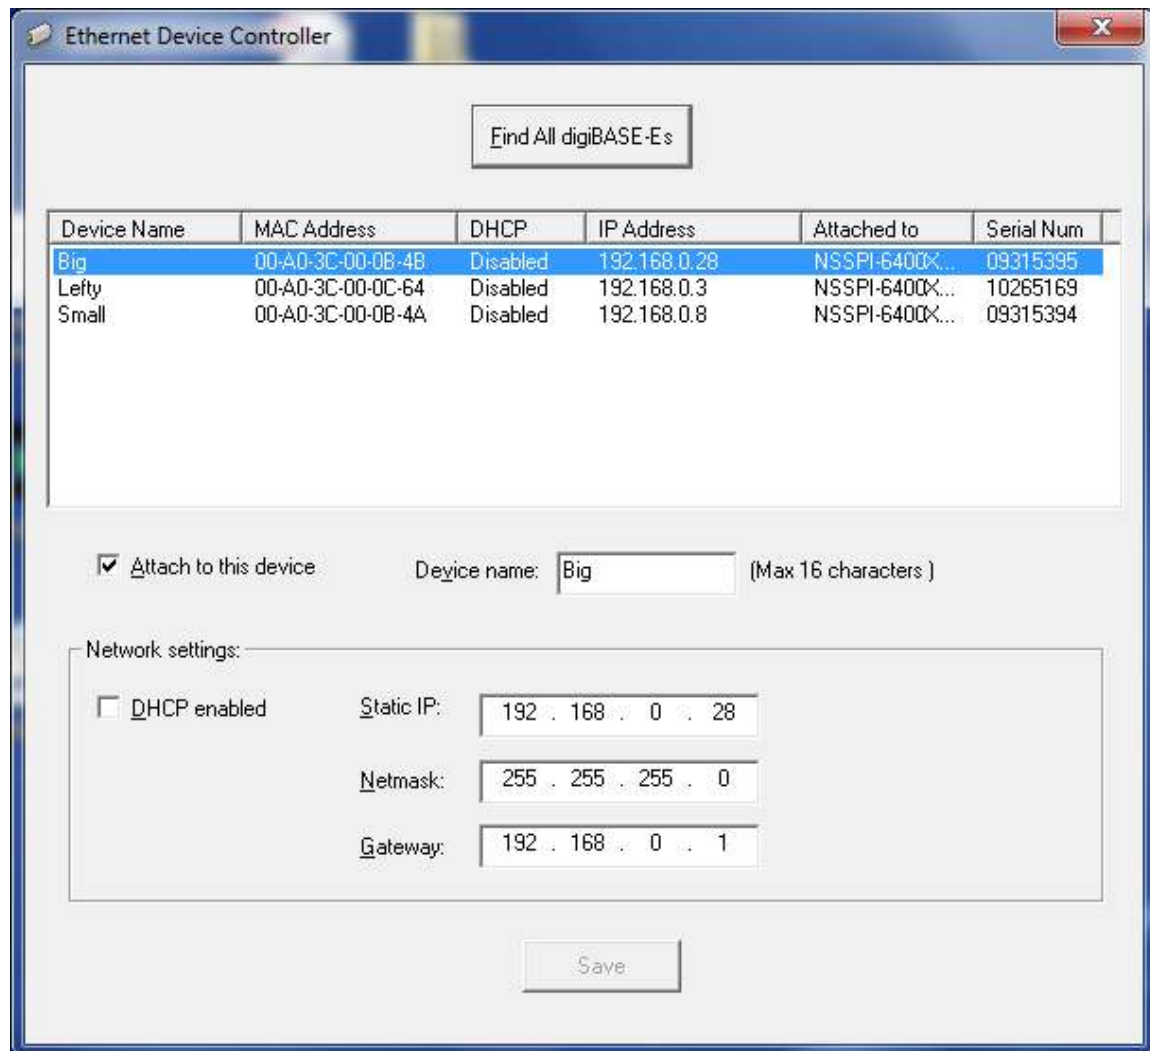 Ethernet Device Controller
Find All digiBASE-Es
Device Name MAC Address DHCP IP Address Attached to Serial Num
Big 00-A0-3C-00-0B-4B Disabled 192.168.0.28 NSSPI-6400X... 09315395
Lefty 00-A0-3C-00-0C-64 Disabled 192.168.0.3 NSSPI-6400X... 10265169
Small 00-A0-3C-00-0B-4A Disabled 192.168.0.8 NSSPI-6400X... 09315394
Attach to this device Device name: Big (Max 16 characters )
Network settings:
DHCP enabled Static IP: 192 . 168 . 0 . 28
Netmask: 255 . 255 . 255 . 0
Gateway: 192 . 168 . 0 . 1
Save